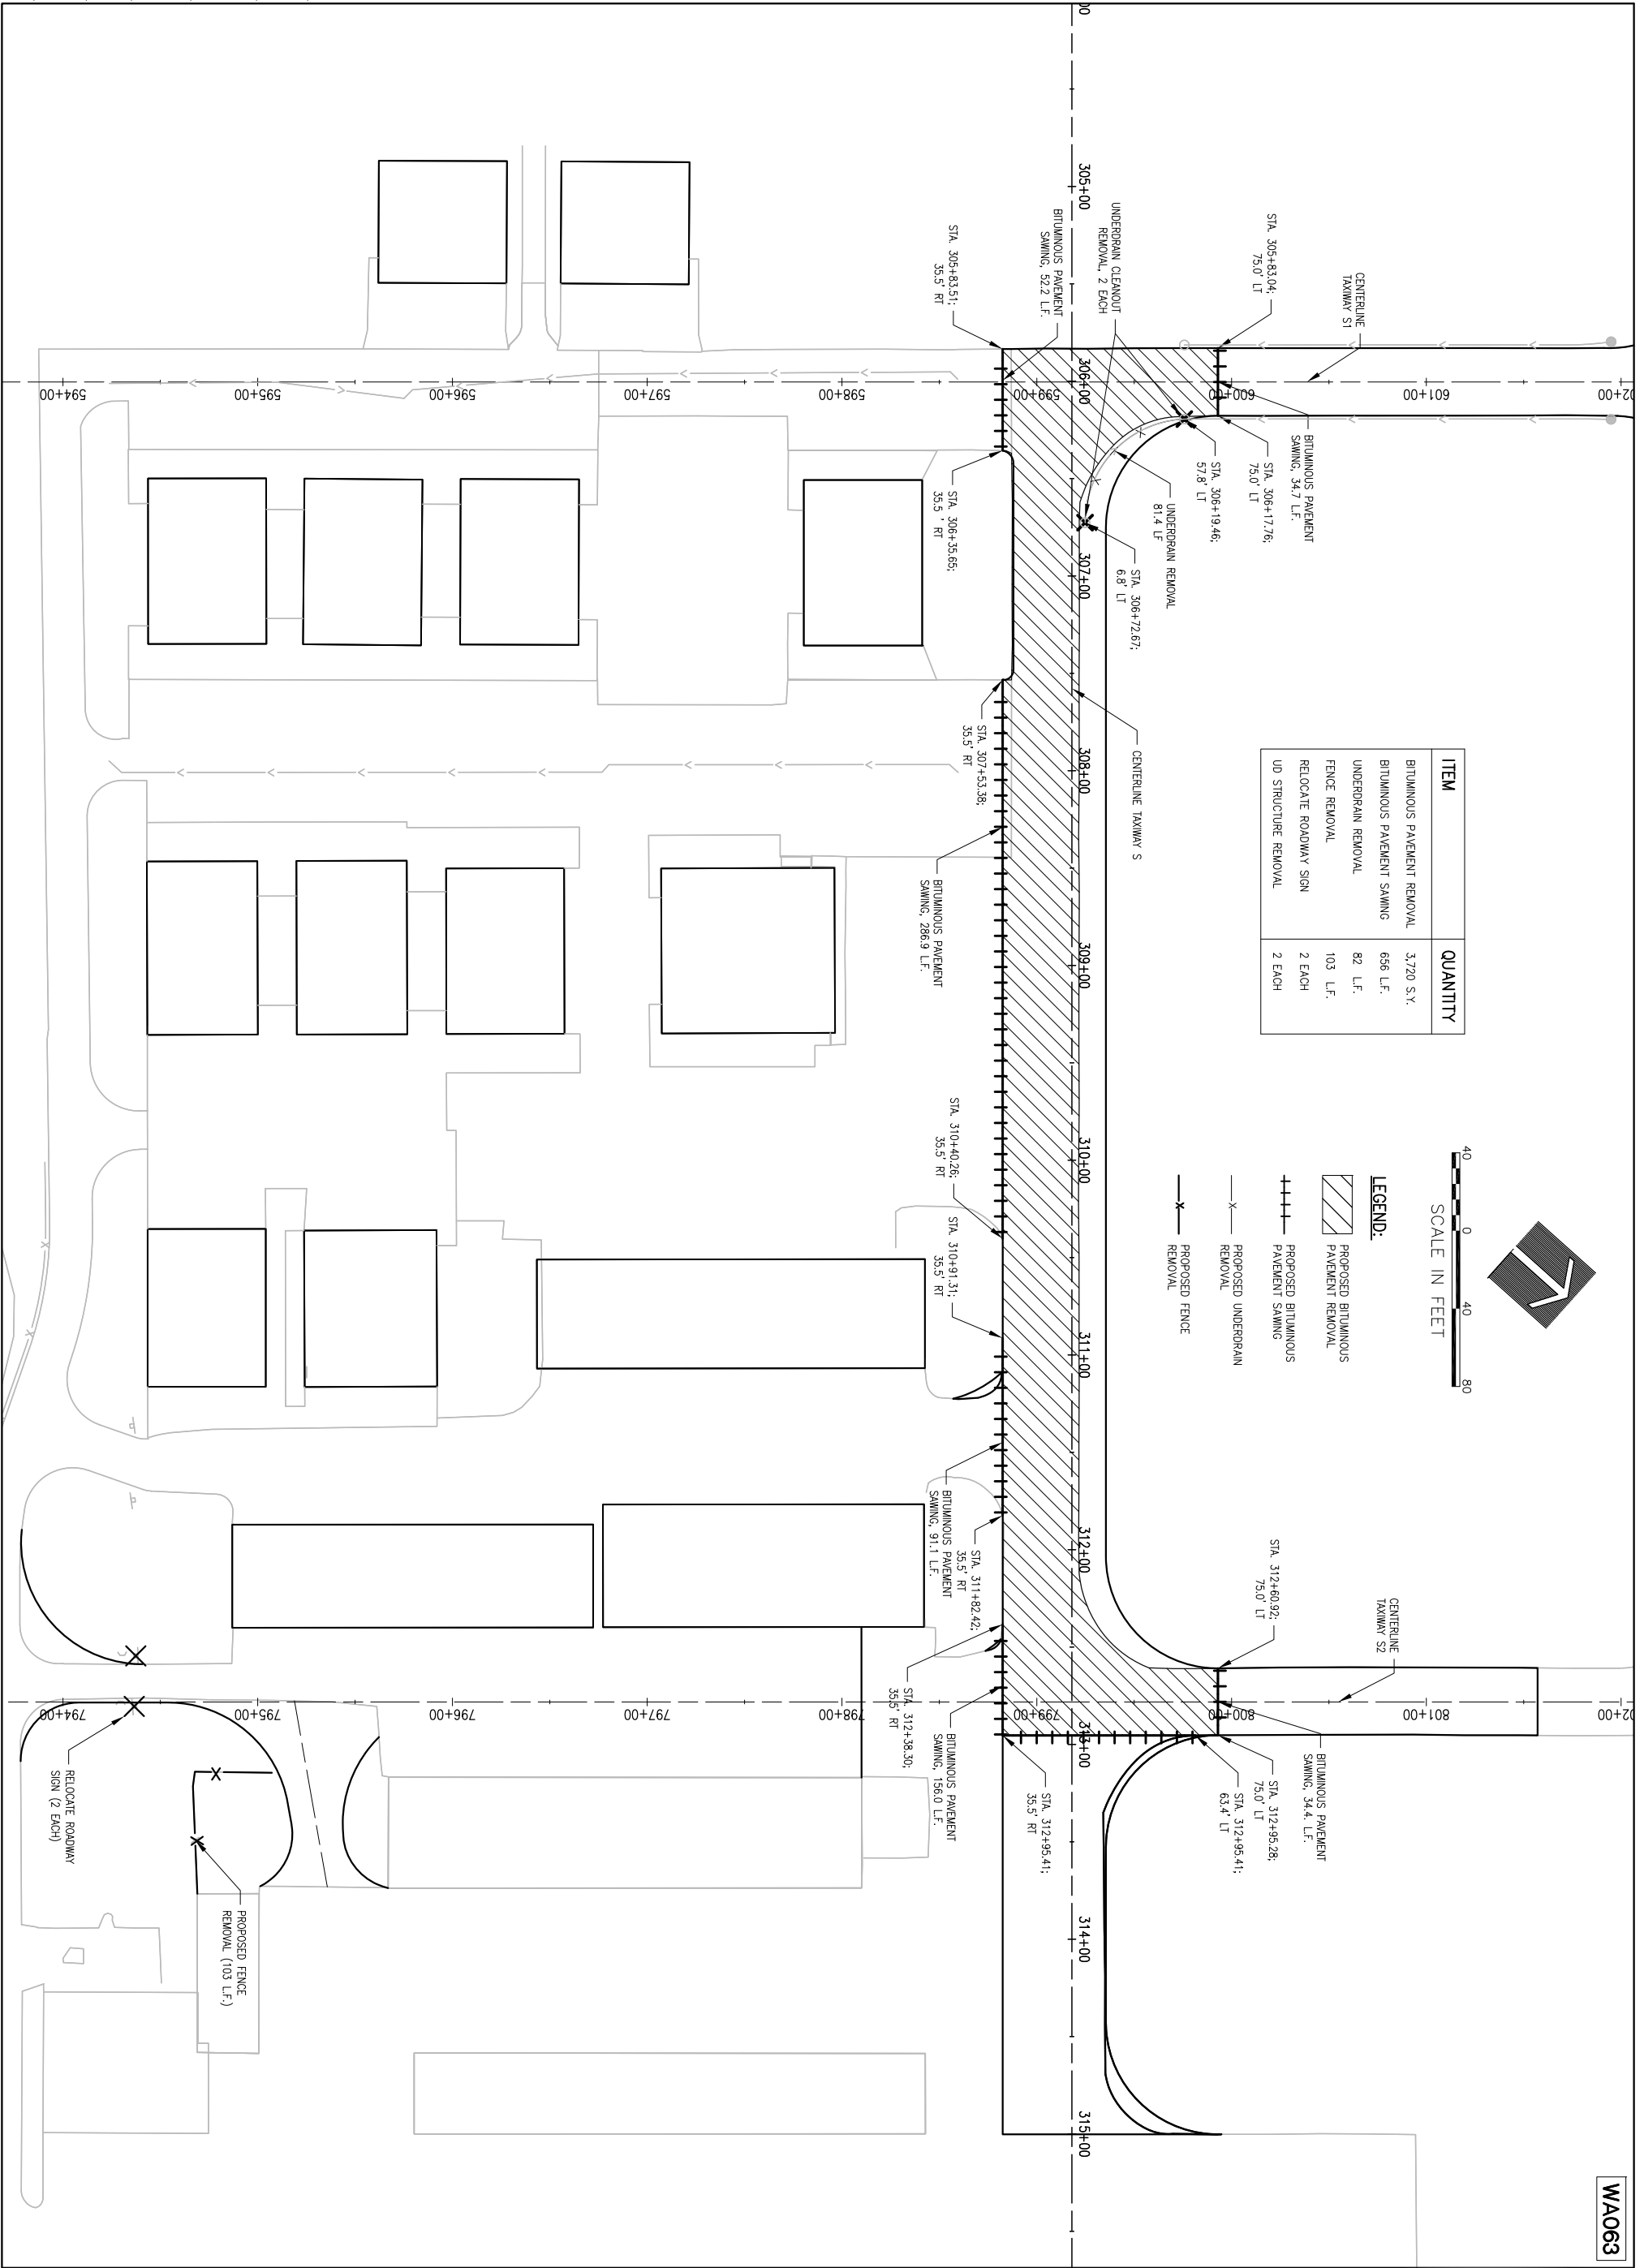 WA063
40 0 40 80
SCALE IN FEET
LEGEND:
PROPOSED BITUMINOUS
PAVEMENT REMOVAL
PROPOSED BITUMINOUS
PAVEMENT SAWING
PROPOSED UNDERDRAIN
REMOVAL
PROPOSED FENCE
REMOVAL
ITEM QUANTITY
BITUMINOUS PAVEMENT REMOVAL 3,720 S.Y.
BITUMINOUS PAVEMENT SAWING 656 L.F.
UNDERDRAIN REMOVAL 82 L.F.
FENCE REMOVAL 103 L.F.
RELOCATE ROADWAY SIGN 2 EACH
UD STRUCTURE REMOVAL 2 EACH
CENTERLINE
TAXIWAY S1
STA. 305+83.04;
75.0' LT
BITUMINOUS PAVEMENT
SAWING, 34.7 L.F.
STA. 306+17.76;
75.0' LT
STA. 306+19.46;
57.8' LT
UNDERDRAIN REMOVAL
81.4 LF
STA. 306+72.67;
6.8' LT
CENTERLINE TAXIWAY S
UNDERDRAIN CLEANOUT
REMOVAL, 2 EACH
BITUMINOUS PAVEMENT
SAWING, 52.2 L.F.
STA. 305+83.51;
35.5' RT
STA. 306+35.65;
35.5 ' RT
STA. 307+53.38;
35.5' RT
BITUMINOUS PAVEMENT
SAWING, 286.9 L.F.
STA. 310+40.26;
35.5' RT
STA. 310+91.31;
35.5' RT
BITUMINOUS PAVEMENT
SAWING, 91.1 L.F.
STA. 311+82.42;
35.5' RT
STA. 312+38.30;
35.5' RT
BITUMINOUS PAVEMENT
SAWING, 156.0 L.F.
STA. 312+95.41;
35.5' RT
STA. 312+60.92;
75.0' LT
CENTERLINE
TAXIWAY S2
BITUMINOUS PAVEMENT
SAWING, 34.4. L.F.
STA. 312+95.28;
75.0' LT
STA. 312+95.41;
63.4' LT
00
305+00
306+00
307+00
308+00
309+00
310+00
311+00
312+00
313+00
314+00
315+00
02+00
601+00
600+00
599+00
598+00
597+00
596+00
595+00
594+00
02+00
801+00
800+00
799+00
798+00
797+00
796+00
795+00
794+00
RELOCATE ROADWAY
SIGN (2 EACH)
PROPOSED FENCE
REMOVAL (103 L.F.)